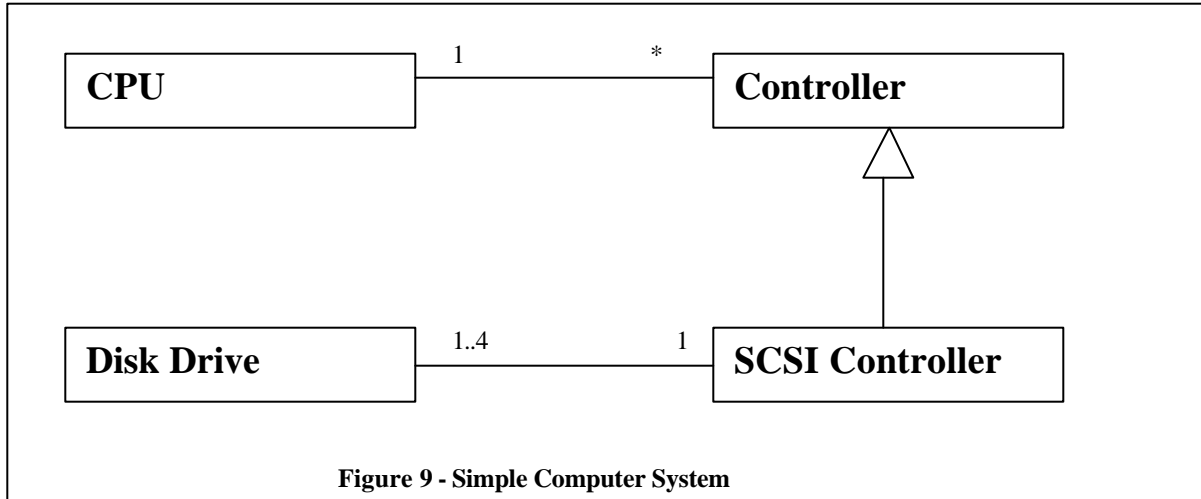 1 *
CPU Controller
1..4 1
Disk Drive SCSI Controller
Figure 9 - Simple Computer System